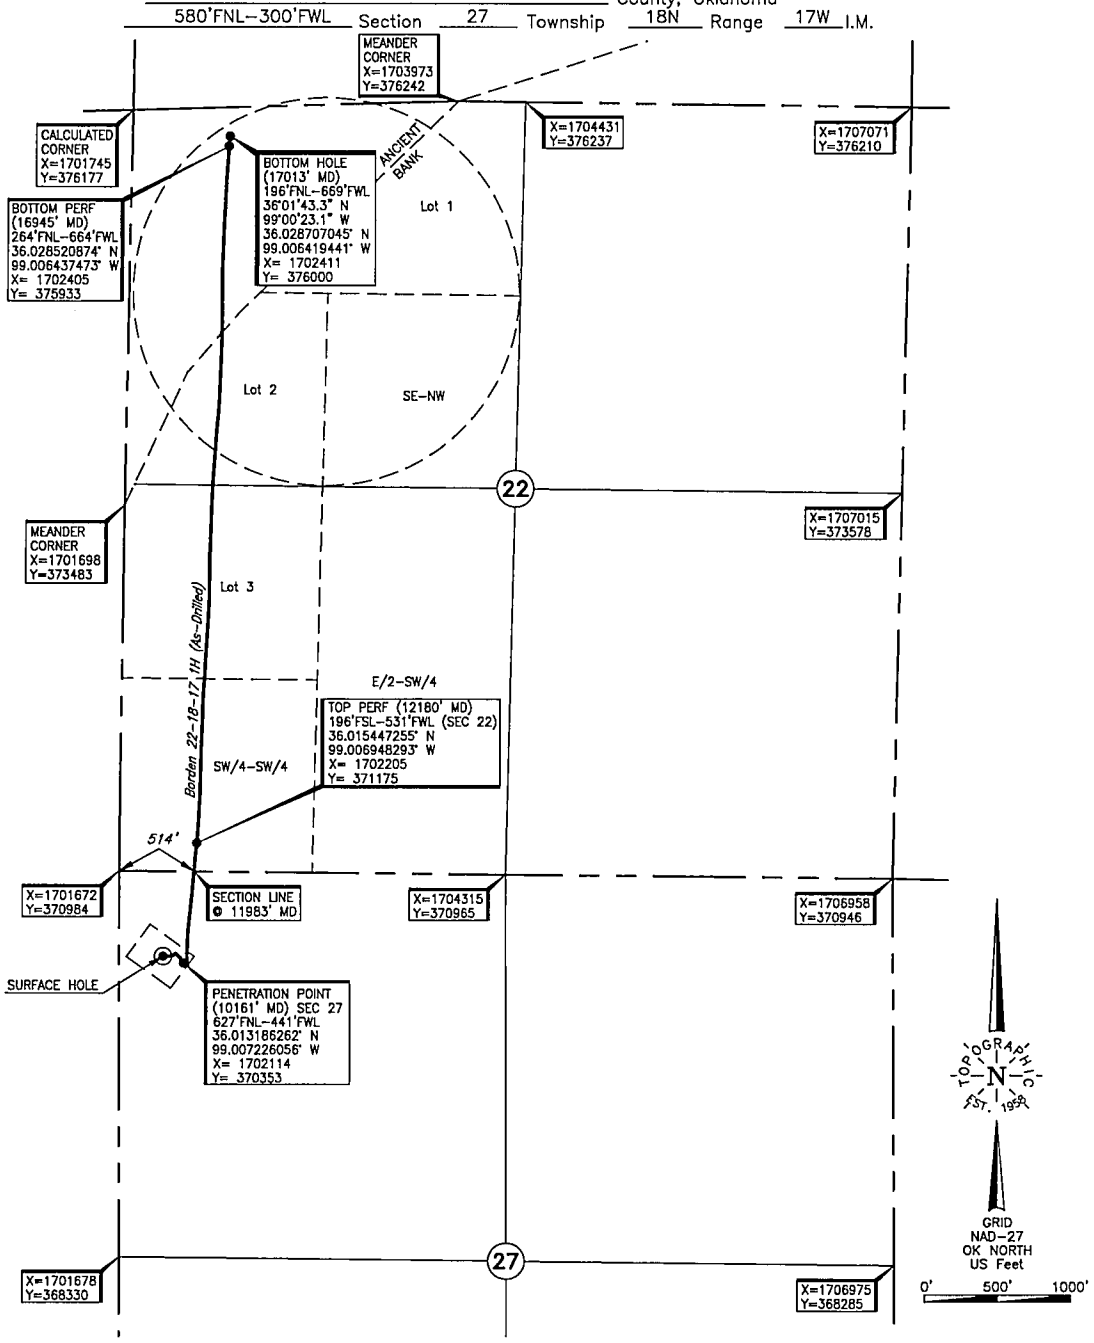 County, Oklahoma
580'FNL-300'FWL Section 27 Township 18N Range 17W I.M.
MEANDER
CORNER
X=1703973
Y=376242
CALCULATED
CORNER
X=1701745
Y=376177
X=1704431
Y=376237
X=1707071
Y=376210
ANCIENT
BANK
BOTTOM HOLE
(17013' MD)
196'FNL-669'FWL
36°01'43.3" N
99°00'23.1" W
36.028707045° N
99.006419441° W
X= 1702411
Y= 376000
Lot 1
BOTTOM PERF
(16945' MD)
264'FNL-664'FWL
36.028520874° N
99.006437473° W
X= 1702405
Y= 375933
Lot 2
SE-NW
22
MEANDER
CORNER
X=1701698
Y=373483
X=1707015
Y=373578
Lot 3
Borden 22-18-17 1H (As-Drilled)
E/2-SW/4
TOP PERF (12180' MD)
196'FSL-531'FWL (SEC 22)
36.015447255° N
99.006948293° W
X= 1702205
Y= 371175
SW/4-SW/4
514'
X=1701672
Y=370984
SECTION LINE
@ 11983' MD
X=1704315
Y=370965
X=1706958
Y=370946
SURFACE HOLE
PENETRATION POINT
(10161' MD) SEC 27
627'FNL-441'FWL
36.013186262° N
99.007226056° W
X= 1702114
Y= 370353
TOPOGRAPHIC
N
EST. 1958
27
X=1701678
Y=368330
X=1706975
Y=368285
GRID
NAD-27
OK NORTH
US Feet
0' 500' 1000'